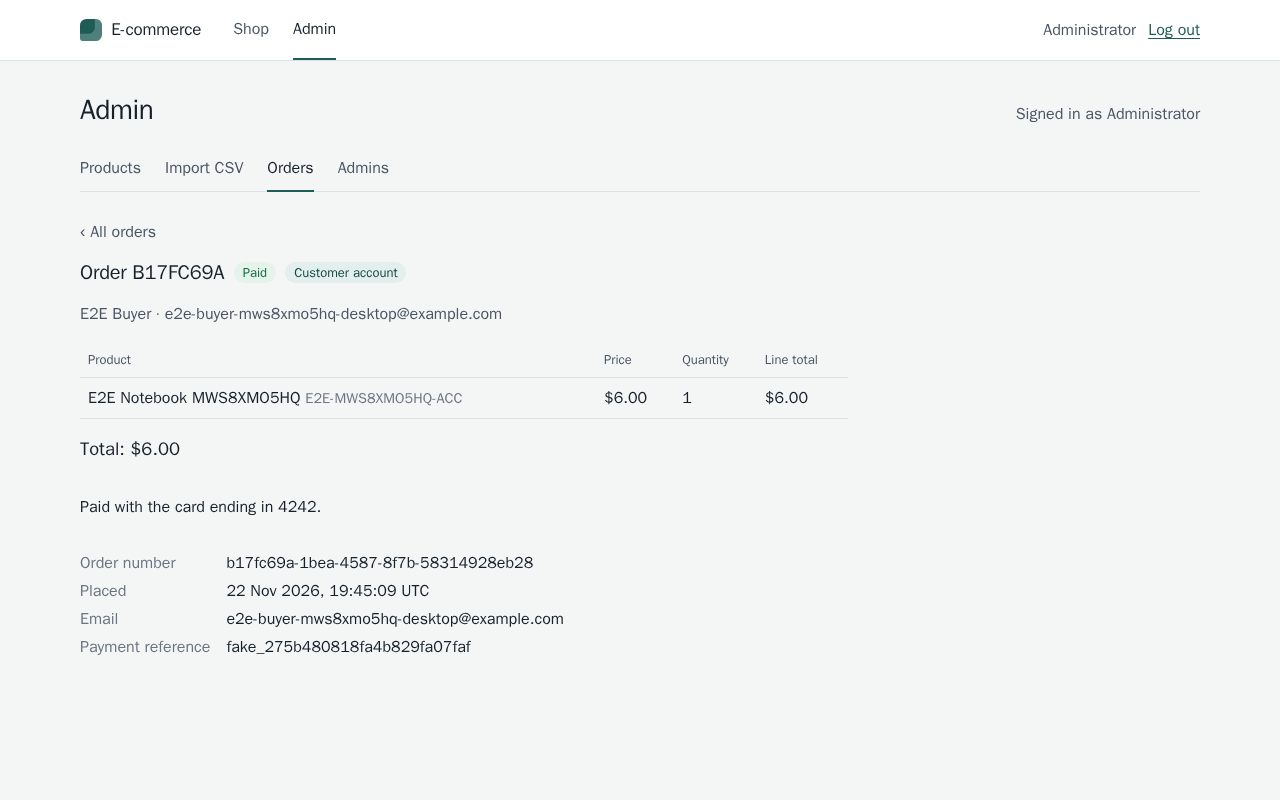 E-commerce Shop Admin Administrator Log out
Admin
Signed in as Administrator
Products Import CSV Orders Admins
‹ All orders
Order B17FC69A Paid Customer account
E2E Buyer · e2e-buyer-mws8xmo5hq-desktop@example.com
Product Price Quantity Line total
E2E Notebook MWS8XMO5HQ E2E-MWS8XMO5HQ-ACC $6.00 1 $6.00
Total: $6.00
Paid with the card ending in 4242.
Order number b17fc69a-1bea-4587-8f7b-58314928eb28
Placed 22 Nov 2026, 19:45:09 UTC
Email e2e-buyer-mws8xmo5hq-desktop@example.com
Payment reference fake_275b480818fa4b829fa07faf